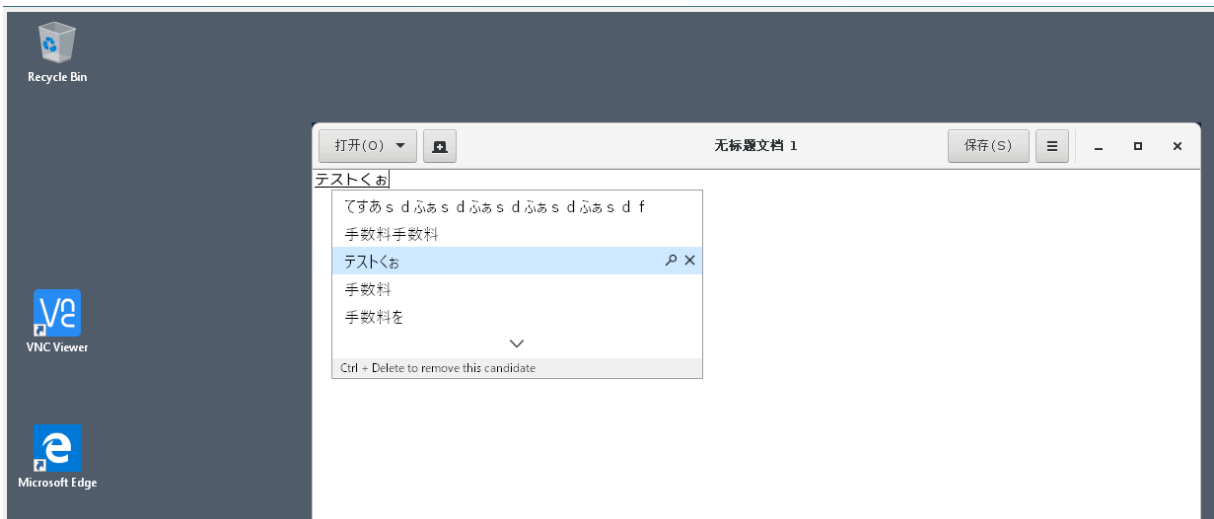 Recycle Bin
打开(O)
无标题文档 1
保存(S)
テストくぉ
てすあｓｄふぁｓｄふぁｓｄふぁｓｄふぁｓｄｆ
手数料手数料
テストくぉ
手数料
手数料を
Ctrl + Delete to remove this candidate
VNC Viewer
Microsoft Edge